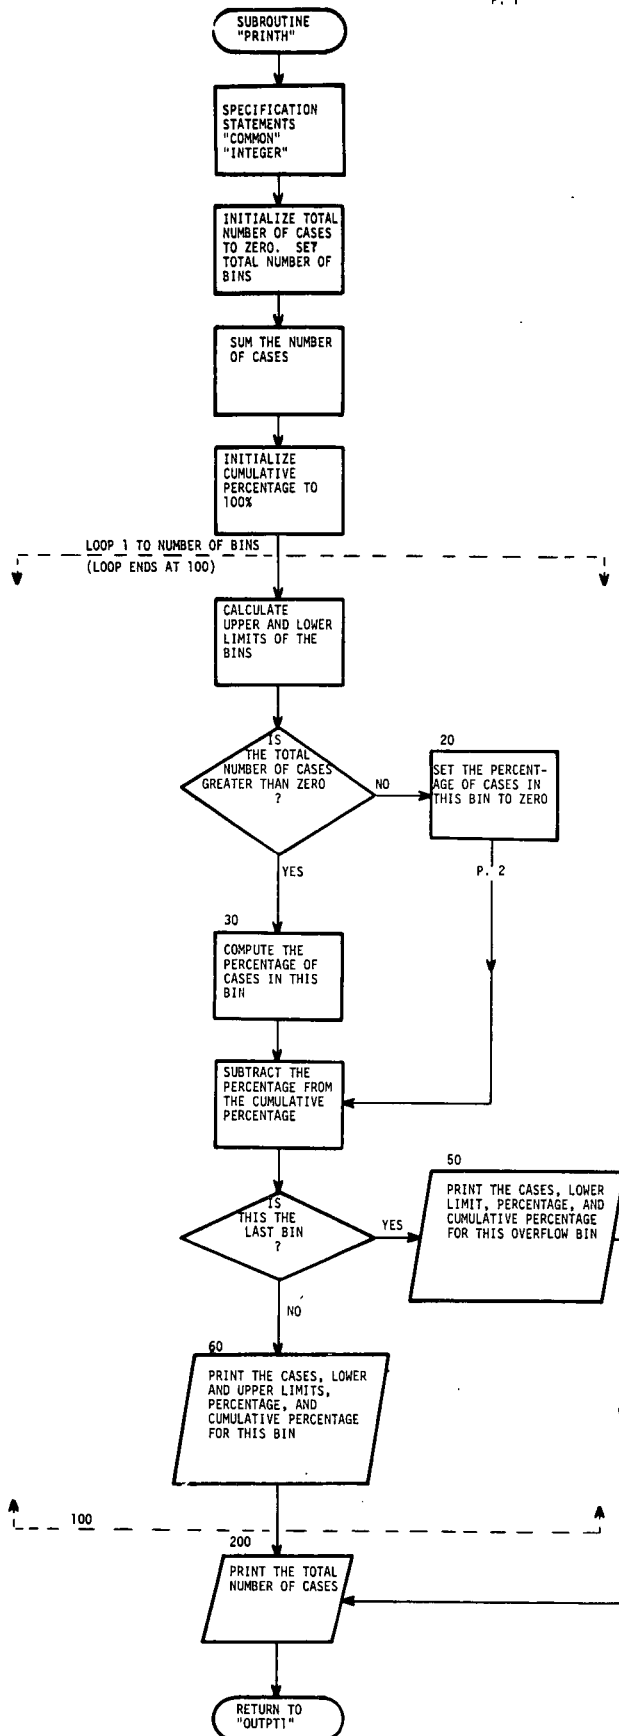 P. 1
SUBROUTINE
"PRINTH"
SPECIFICATION
STATEMENTS
"COMMON"
"INTEGER"
INITIALIZE TOTAL
NUMBER OF CASES
TO ZERO. SET
TOTAL NUMBER OF
BINS
SUM THE NUMBER
OF CASES
INITIALIZE
CUMULATIVE
PERCENTAGE TO
100%
LOOP 1 TO NUMBER OF BINS
(LOOP ENDS AT 100)
CALCULATE
UPPER AND LOWER
LIMITS OF THE
BINS
IS
THE TOTAL
NUMBER OF CASES
GREATER THAN ZERO
?
NO
20
SET THE PERCENT-
AGE OF CASES IN
THIS BIN TO ZERO
P. 2
YES
30
COMPUTE THE
PERCENTAGE OF
CASES IN THIS
BIN
SUBTRACT THE
PERCENTAGE FROM
THE CUMULATIVE
PERCENTAGE
IS
THIS THE
LAST BIN
?
YES
50
PRINT THE CASES, LOWER
LIMIT, PERCENTAGE, AND
CUMULATIVE PERCENTAGE
FOR THIS OVERFLOW BIN
NO
60
PRINT THE CASES, LOWER
AND UPPER LIMITS,
PERCENTAGE, AND
CUMULATIVE PERCENTAGE
FOR THIS BIN
100
200
PRINT THE TOTAL
NUMBER OF CASES
RETURN TO
"OUTPT1"